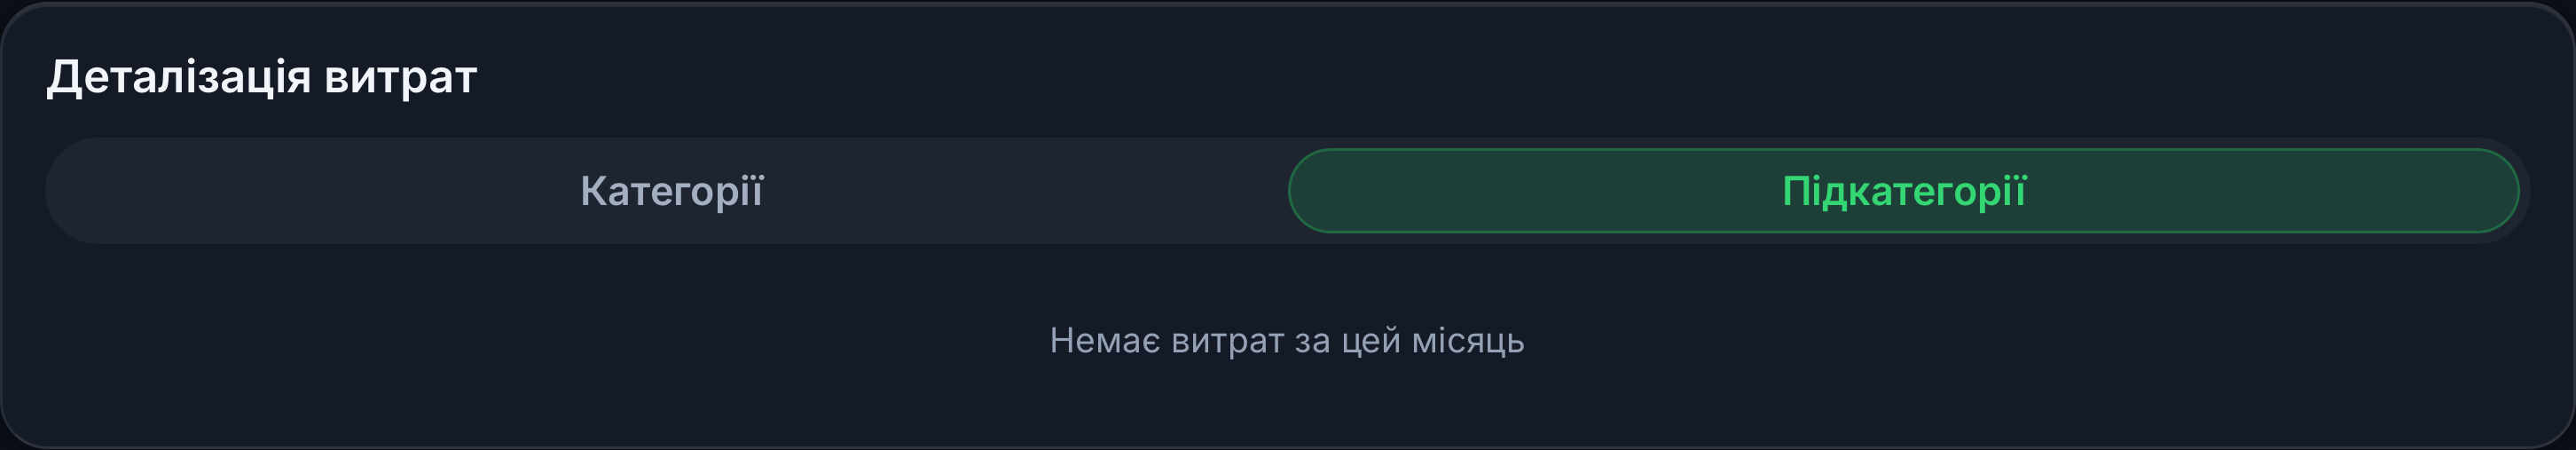 Деталізація витрат
Категорії
Підкатегорії
Немає витрат за цей місяць